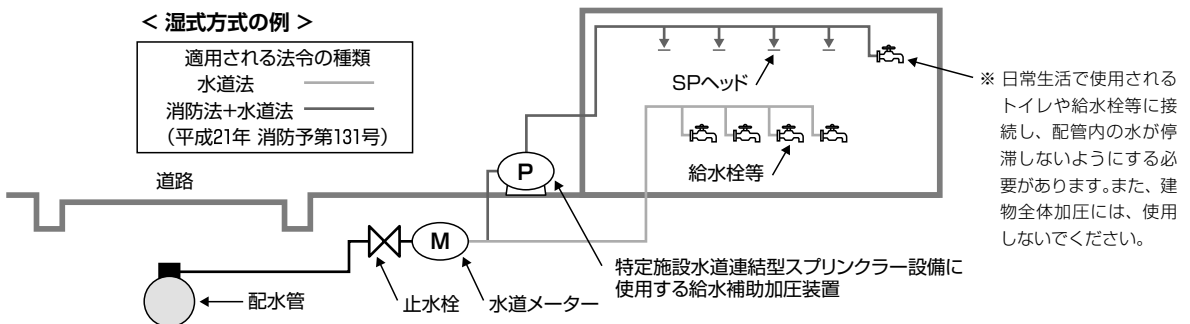 < 湿式方式の例 >
適用される法令の種類
水道法
消防法+水道法
(平成21年 消防予第131号)
道路
SPヘッド
給水栓等
P
M
※ 日常生活で使用される
トイレや給水栓等に接
続し、配管内の水が停
滞しないようにする必
要があります。また、建
物全体加圧には、使用
しないでください。
特定施設水道連結型スプリンクラー設備に
使用する給水補助加圧装置
配水管
止水栓
水道メーター